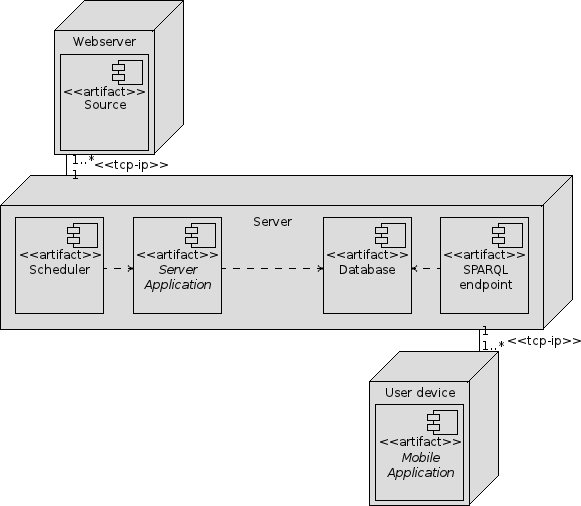 Webserver
<<artifact>>
Source
1..*
<<tcp-ip>>
1
Server
<<artifact>>
Scheduler
<<artifact>>
Server
Application
<<artifact>>
Database
<<artifact>>
SPARQL
endpoint
1
1..*
<<tcp-ip>>
User device
<<artifact>>
Mobile
Application